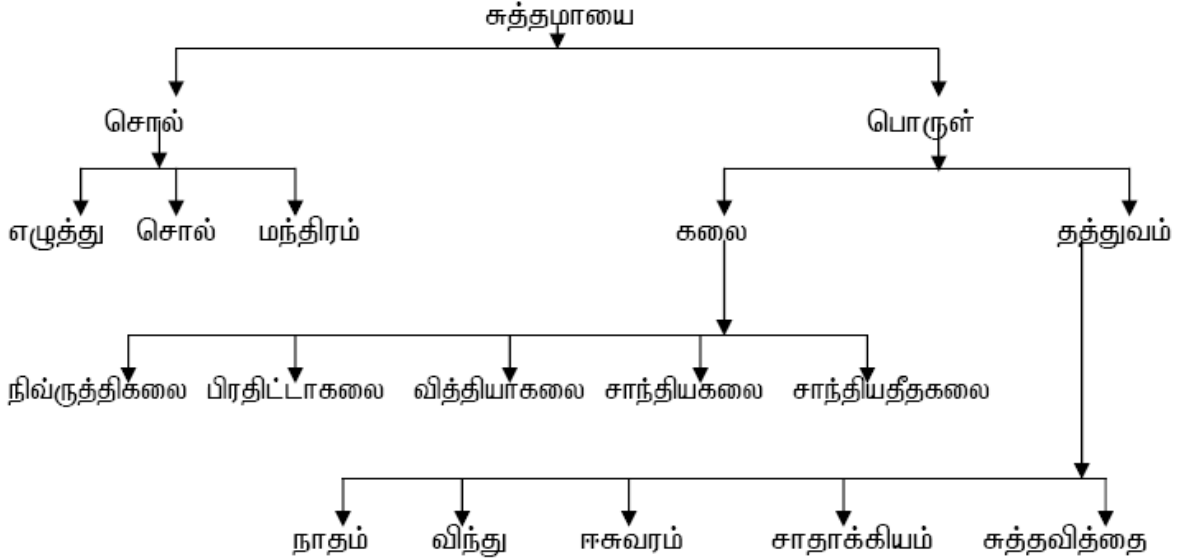 சுத்தமாயை
சொல் பொருள்
எழுத்து சொல் மந்திரம் கலை தத்துவம்
நிவ்ருத்திகலை பிரதிட்டாகலை வித்தியாகலை சாந்தியகலை சாந்தியதீதகலை
நாதம் விந்து ஈசுவரம் சாதாக்கியம் சுத்தவித்தை